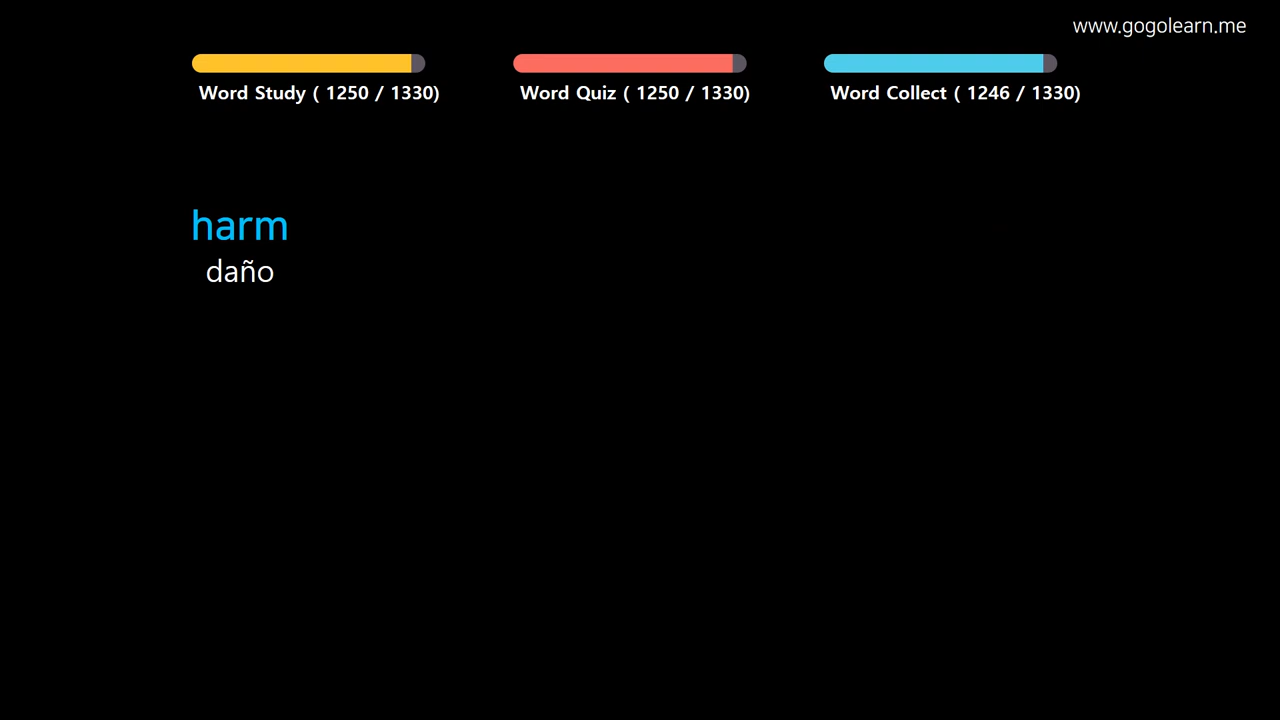 www.gogolearn.me
Word Study ( 1250 / 1330)
Word Quiz ( 1250 / 1330)
Word Collect ( 1246 / 1330)
harm
daño